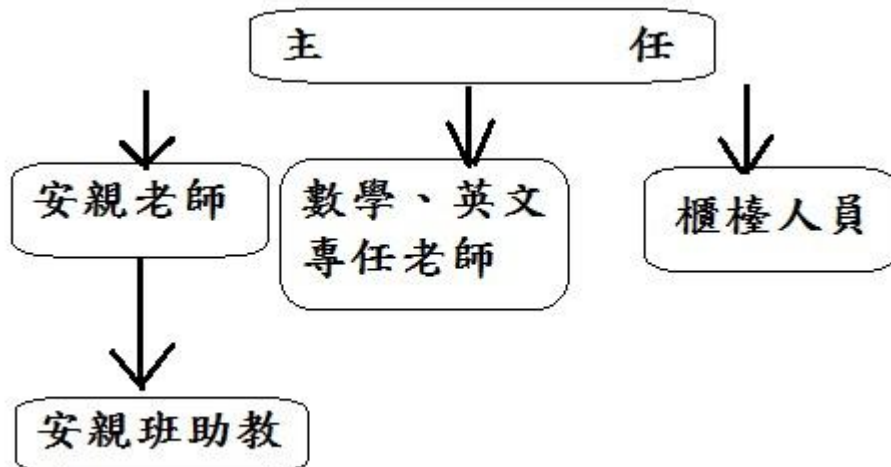 主 任
安親老師
數學、英文
專任老師
櫃檯人員
安親班助教